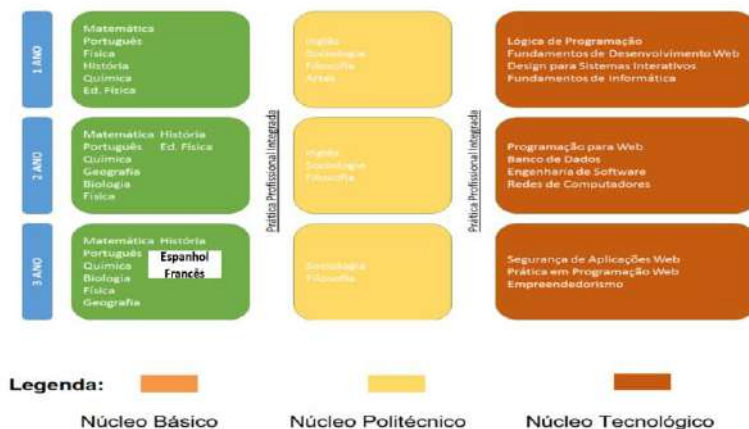 1 ANO
Matemática
Português
Física
História
Química
Ed. Física
Prática Profissional Integrada
Inglês
Sociologia
Filosofia
Artes
Prática Profissional Integrada
Lógica de Programação
Fundamentos de Desenvolvimento Web
Design para Sistemas Interativos
Fundamentos de Informática
2 ANO
Matemática História
Português Ed. Física
Química
Geografia
Biologia
Física
Inglês
Sociologia
Filosofia
Programação para Web
Banco de Dados
Engenharia de Software
Redes de Computadores
3 ANO
Matemática História
Português Espanhol
Química Francês
Biologia
Física
Geografia
Sociologia
Filosofia
Segurança de Aplicações Web
Prática em Programação Web
Empreendedorismo
Legenda:
Núcleo Básico Núcleo Politécnico Núcleo Tecnológico